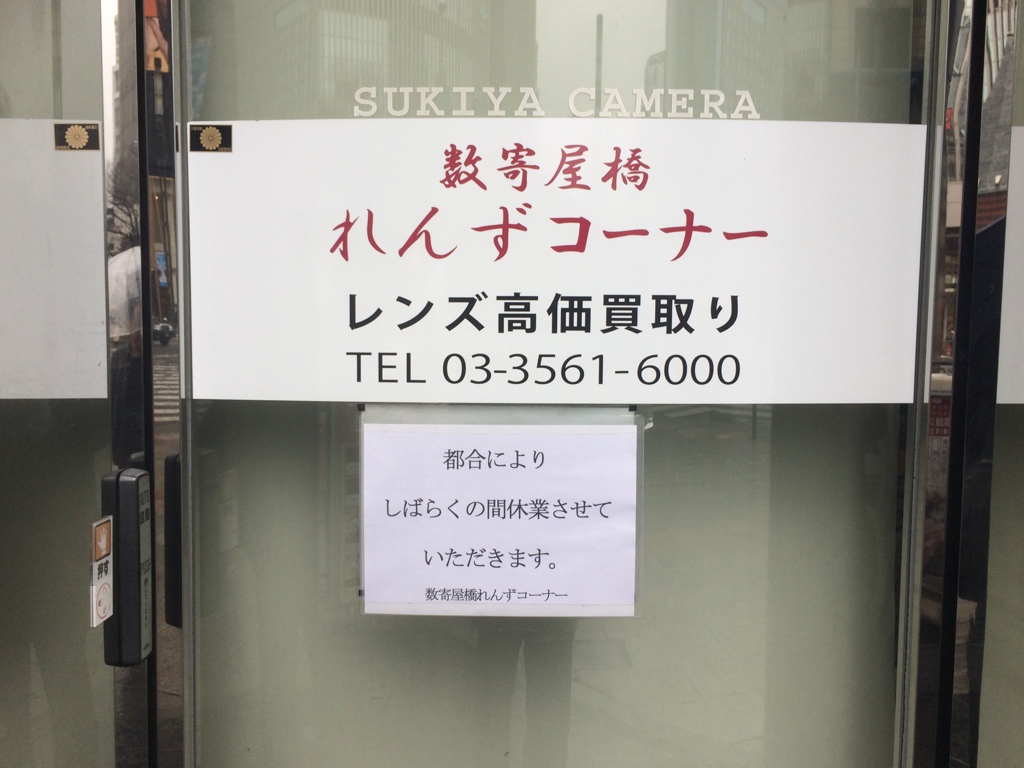 SUKIYA CAMERA
数寄屋橋
れんずコーナー
レンズ高価買取り
TEL 03-3561-6000
都合により
しばらくの間休業させて
いただきます。
数寄屋橋れんずコーナー
押す